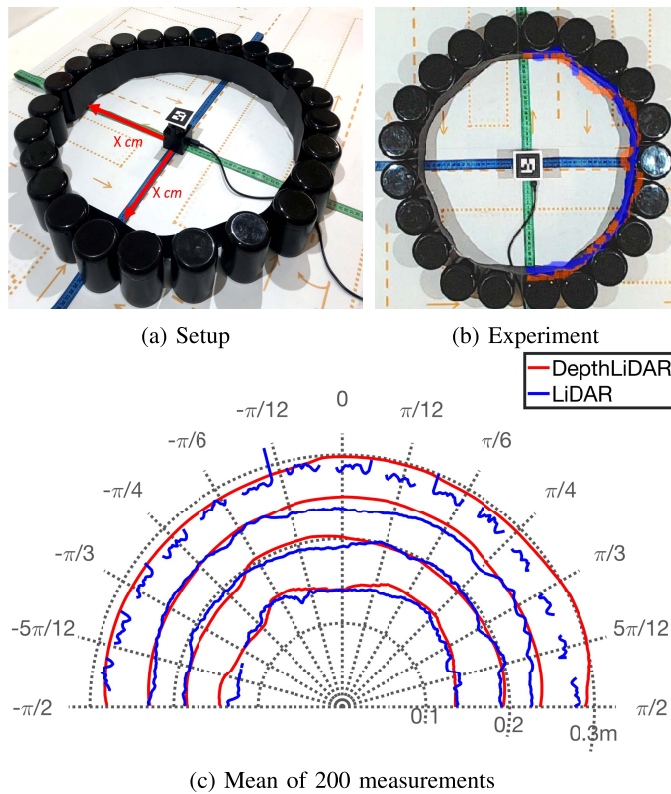 X cm
X cm
(a) Setup
(b) Experiment
DepthLiDAR
LiDAR
-π/12
0
π/12
-π/6
π/6
-π/4
π/4
-π/3
π/3
-5π/12
5π/12
-π/2
0.1
0.2
0.3m
π/2
(c) Mean of 200 measurements